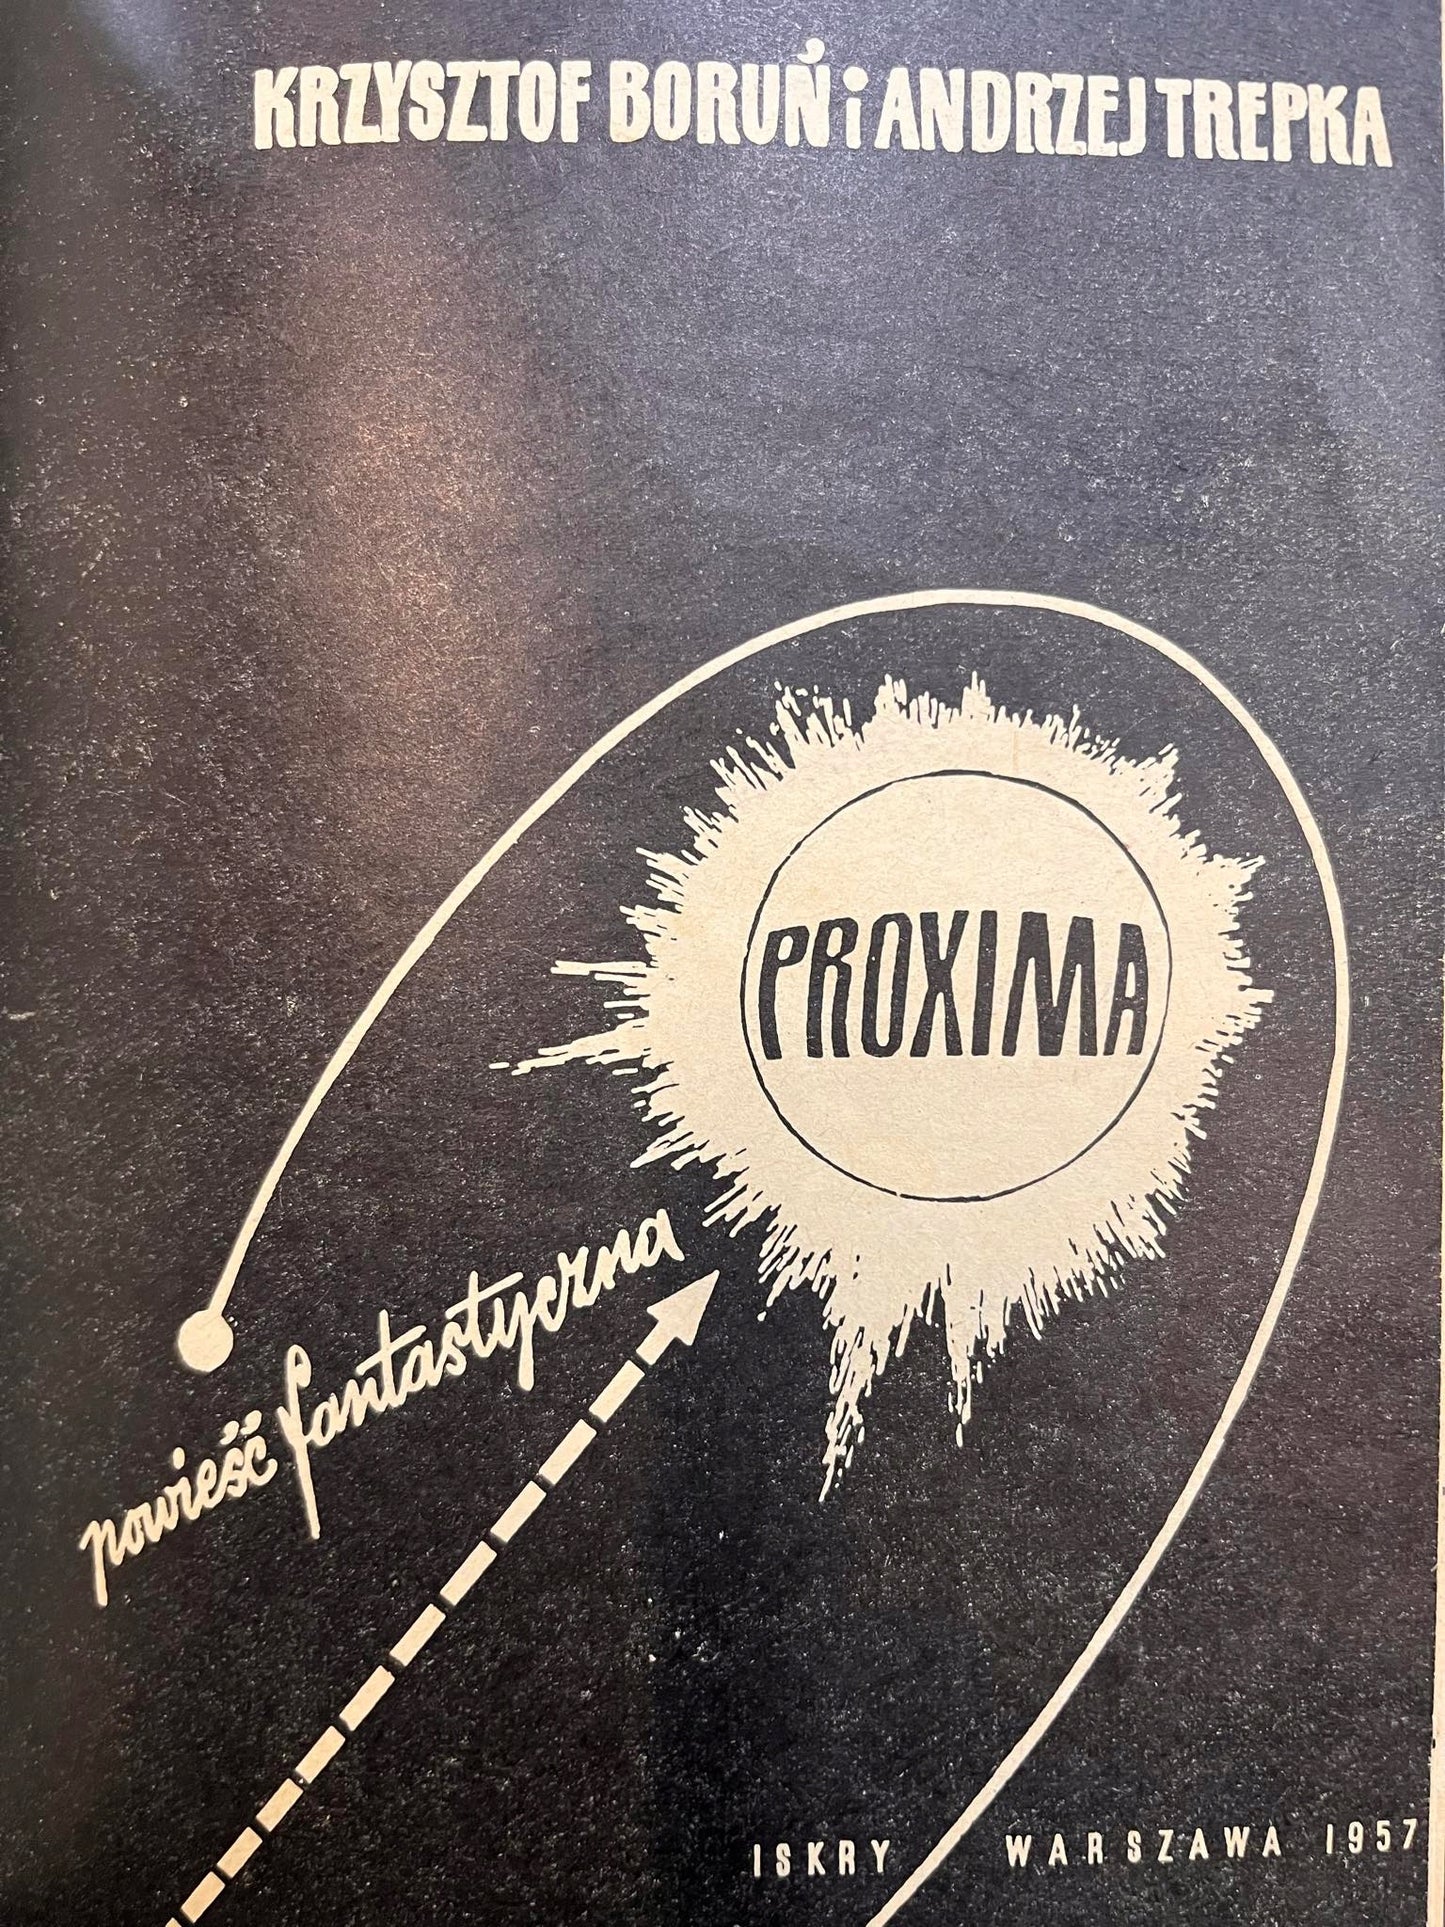 KRZYSZTOF BORUŃ i ANDRZEJ TREPKA
PROXIMA
powieść fantastyczna
ISKRY WARSZAWA 1957